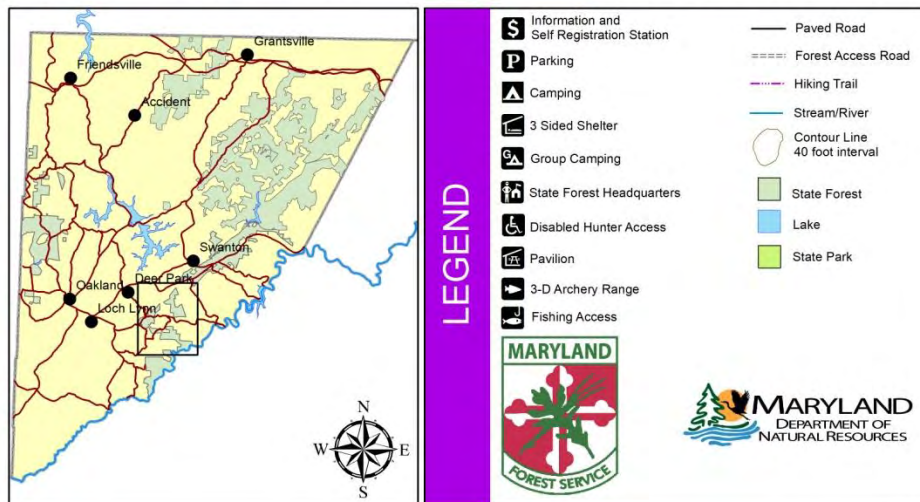 Grantsville
Friendsville
Accident
Swanton
Deer Park
Oakland
Loch Lynn
N
W
E
S
LEGEND
Information and
Self Registration Station
Parking
Camping
3 Sided Shelter
Group Camping
State Forest Headquarters
Disabled Hunter Access
Pavilion
3-D Archery Range
Fishing Access
Paved Road
Forest Access Road
Hiking Trail
Stream/River
Contour Line
40 foot interval
State Forest
Lake
State Park
$
P
G
MARYLAND
FOREST SERVICE
MARYLAND
DEPARTMENT OF
NATURAL RESOURCES